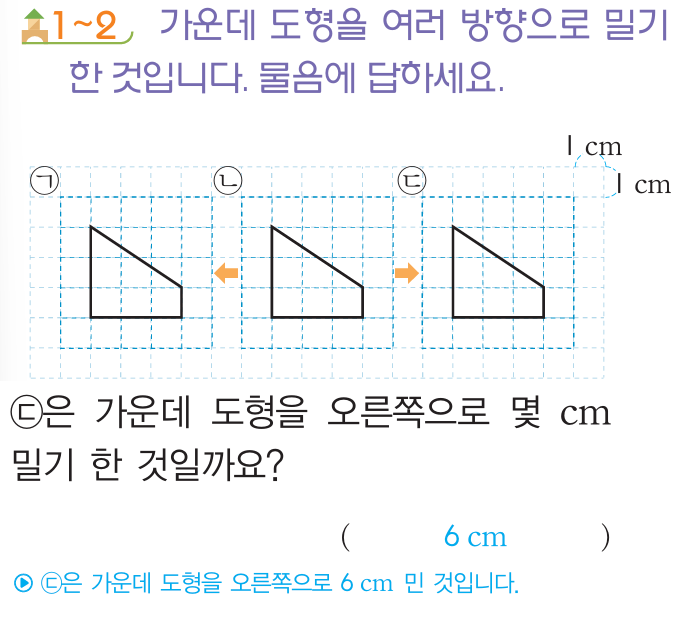 1~2 가운데 도형을 여러 방향으로 밀기
한 것입니다. 물음에 답하세요.
1 cm
㉠ ㉡ ㉢ 1 cm
㉢은 가운데 도형을 오른쪽으로 몇 cm
밀기 한 것일까요?
( 6 cm )
㉢은 가운데 도형을 오른쪽으로 6 cm 민 것입니다.